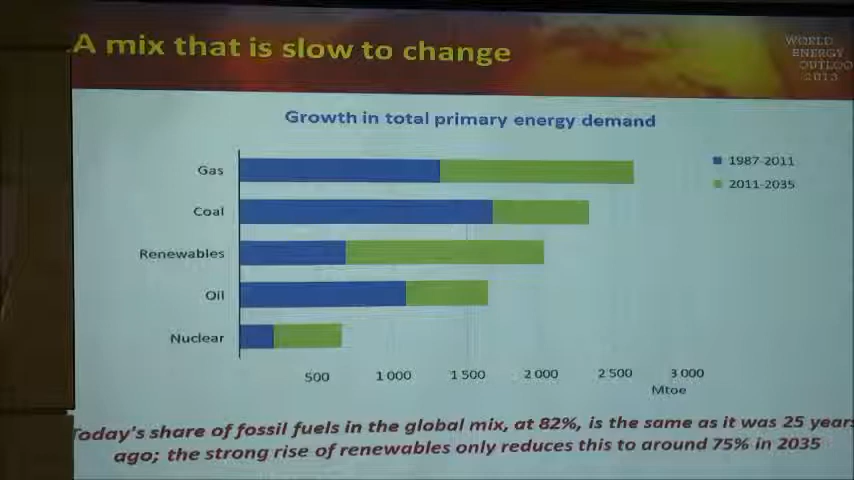 A mix that is slow to change
WORLD
ENERGY
OUTLOO
2013
Growth in total primary energy demand
1987-2011
2011-2035
Gas
Coal
Renewables
Oil
Nuclear
500 1 000 1 500 2 000 2 500 3 000
Mtoe
Today's share of fossil fuels in the global mix, at 82%, is the same as it was 25 years
ago; the strong rise of renewables only reduces this to around 75% in 2035